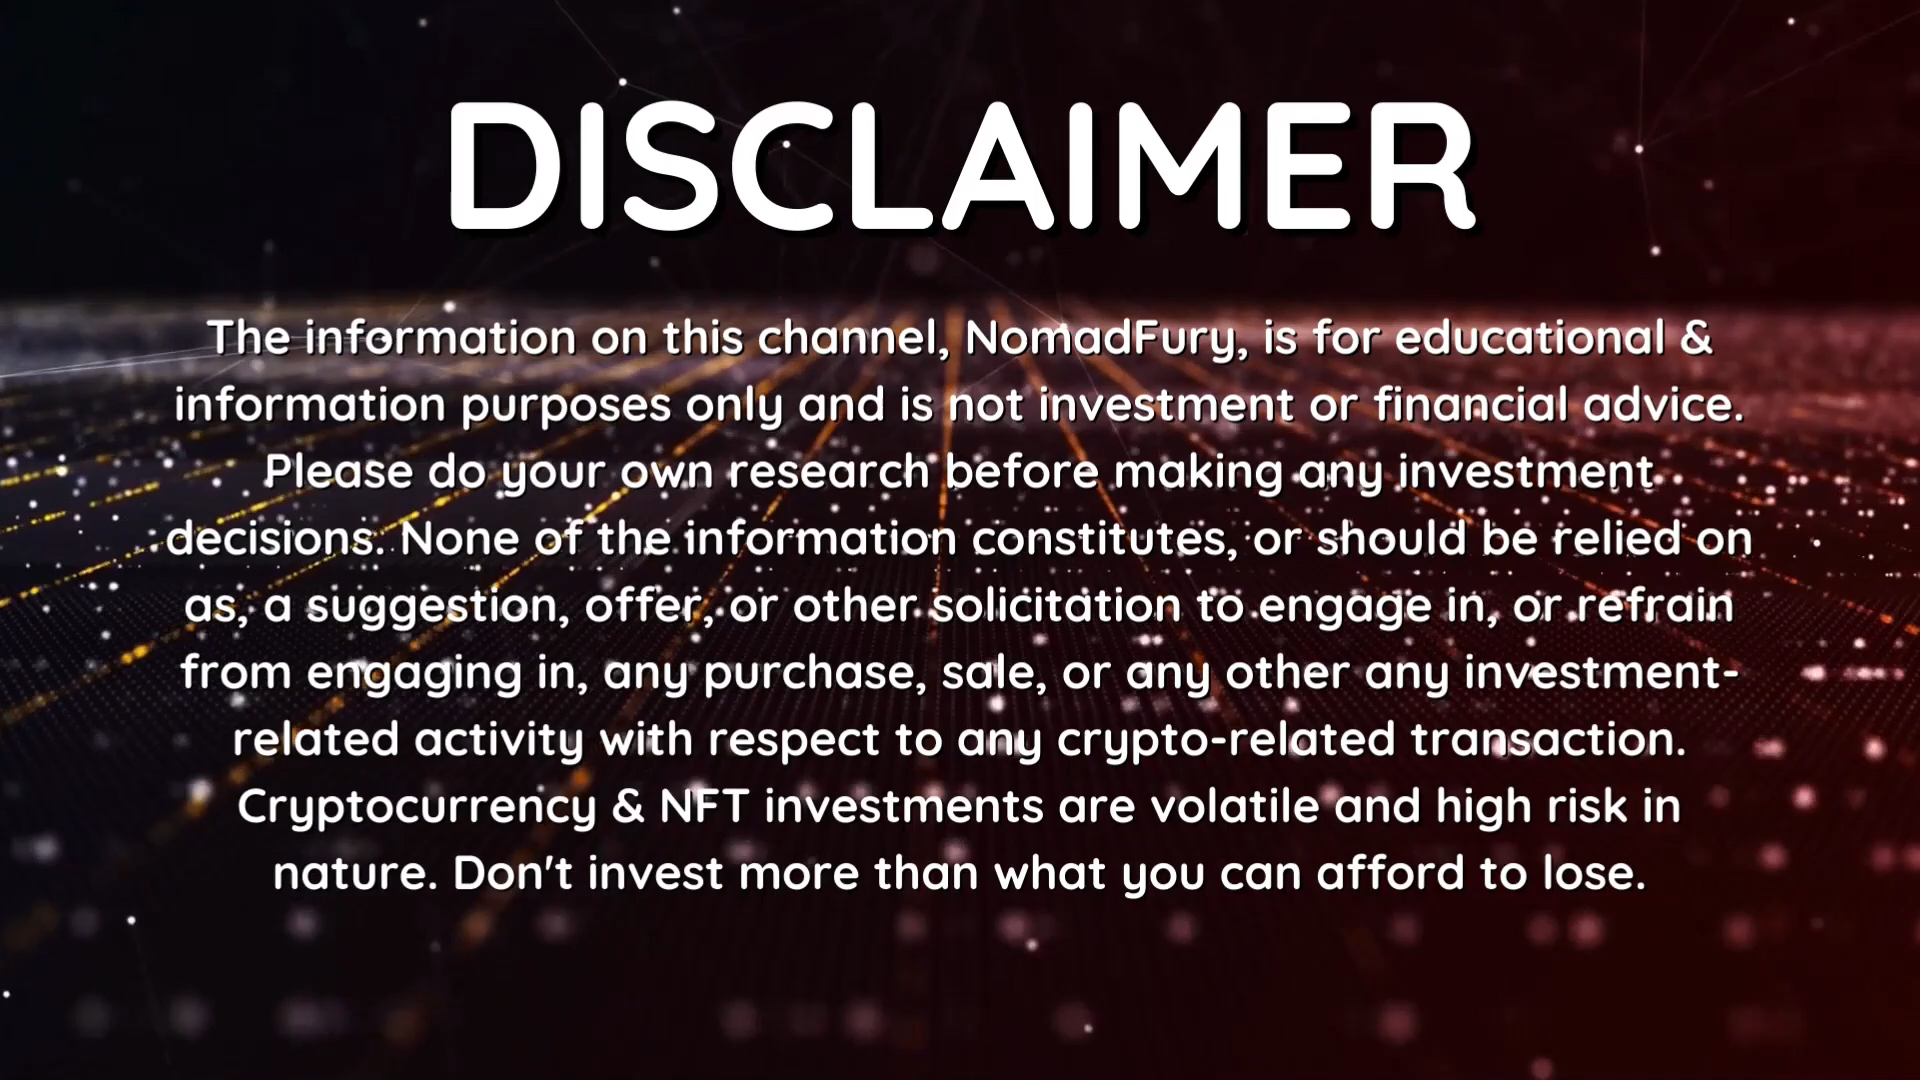 DISCLAIMER
The information on this channel, NomadFury, is for educational &
information purposes only and is not investment or financial advice.
Please do your own research before making any investment
decisions. None of the information constitutes, or should be relied on
as, a suggestion, offer, or other solicitation to engage in, or refrain
from engaging in, any purchase, sale, or any other any investment-
related activity with respect to any crypto-related transaction.
Cryptocurrency & NFT investments are volatile and high risk in
nature. Don't invest more than what you can afford to lose.